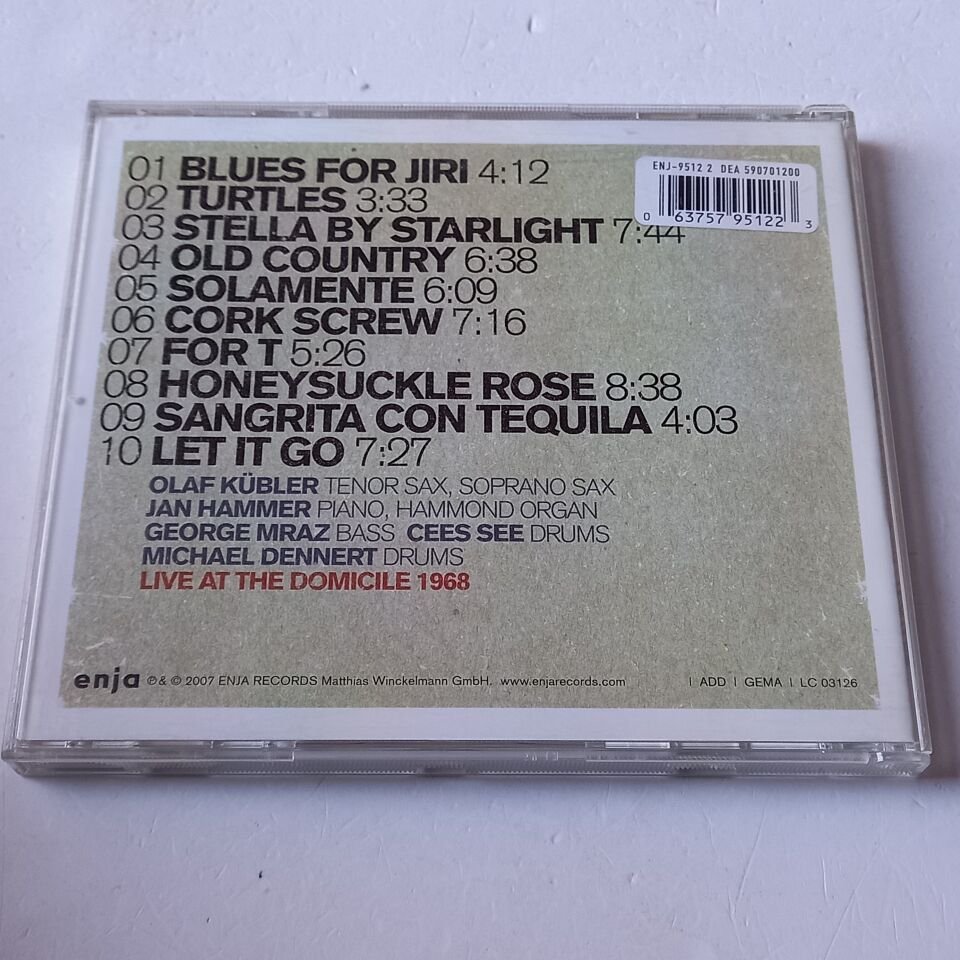 01 BLUES FOR JIRI 4:12
02 TURTLES 3:33
03 STELLA BY STARLIGHT 7:44
04 OLD COUNTRY 6:38
05 SOLAMENTE 6:09
06 CORK SCREW 7:16
07 FOR T 5:26
08 HONEYSUCKLE ROSE 8:38
09 SANGRITA CON TEQUILA 4:03
10 LET IT GO 7:27
OLAF KÜBLER TENOR SAX, SOPRANO SAX
JAN HAMMER PIANO, HAMMOND ORGAN
GEORGE MRAZ BASS CEES SEE DRUMS
MICHAEL DENNERT DRUMS
LIVE AT THE DOMICILE 1968
ENJ-9512 2 DEA 590701200
0 63757 95122 3
enja ℗ & © 2007 ENJA RECORDS Matthias Winckelmann GmbH. www.enjarecords.com | ADD | GEMA | LC 03126